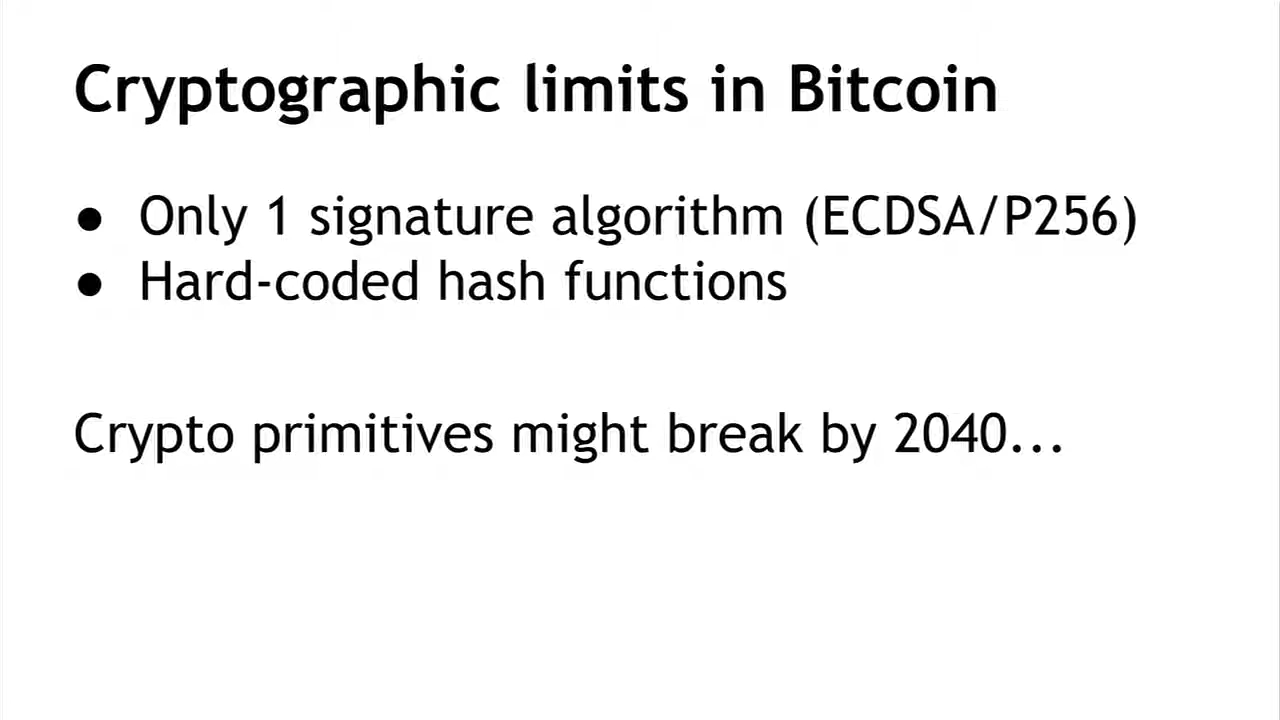 Cryptographic limits in Bitcoin
● Only 1 signature algorithm (ECDSA/P256)
● Hard-coded hash functions
Crypto primitives might break by 2040...